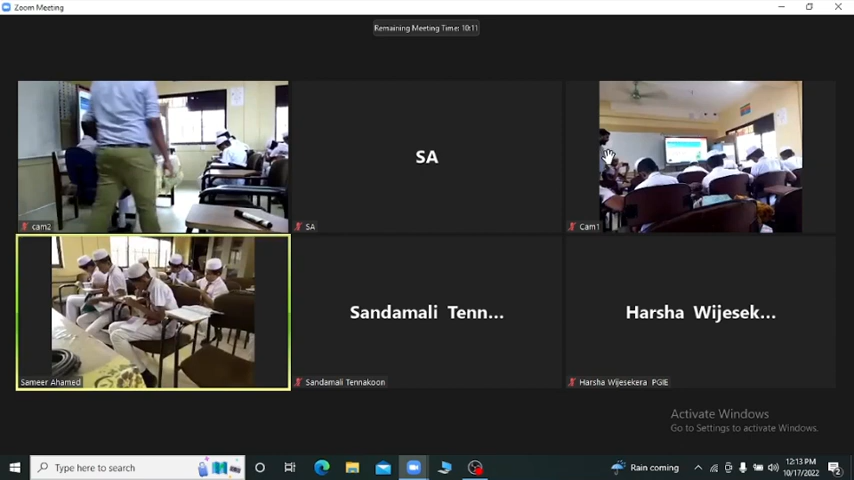 Zoom Meeting
Remaining Meeting Time: 10:11
SA
cam2
SA
Cam1
Sandamali Tenn...
Harsha Wijesek...
Sameer Ahamed
Sandamali Tennakoon
Harsha Wijesekera PGIE
Activate Windows
Go to Settings to activate Windows.
Type here to search
Rain coming
12:13 PM
10/17/2022
2